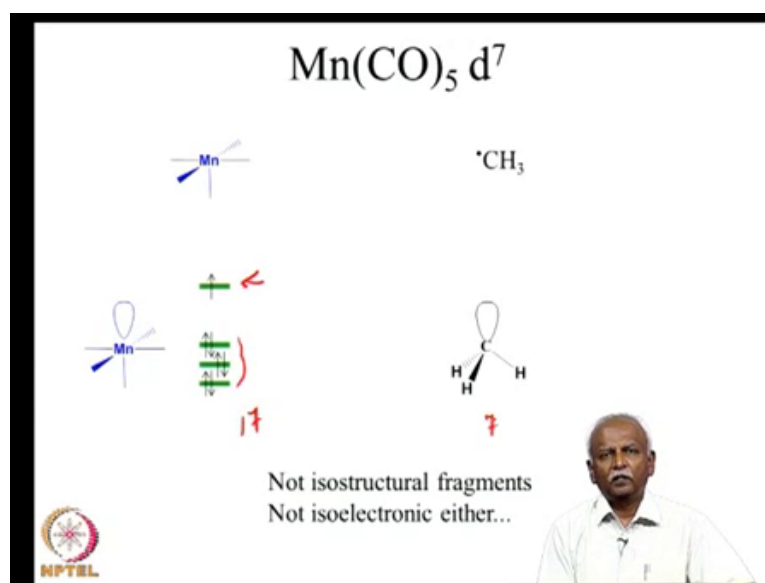 Mn(CO)₅ d⁷
Mn
•CH₃
Mn
C
H
H
H
17
7
Not isostructural fragments
Not isoelectronic either...
NPTEL